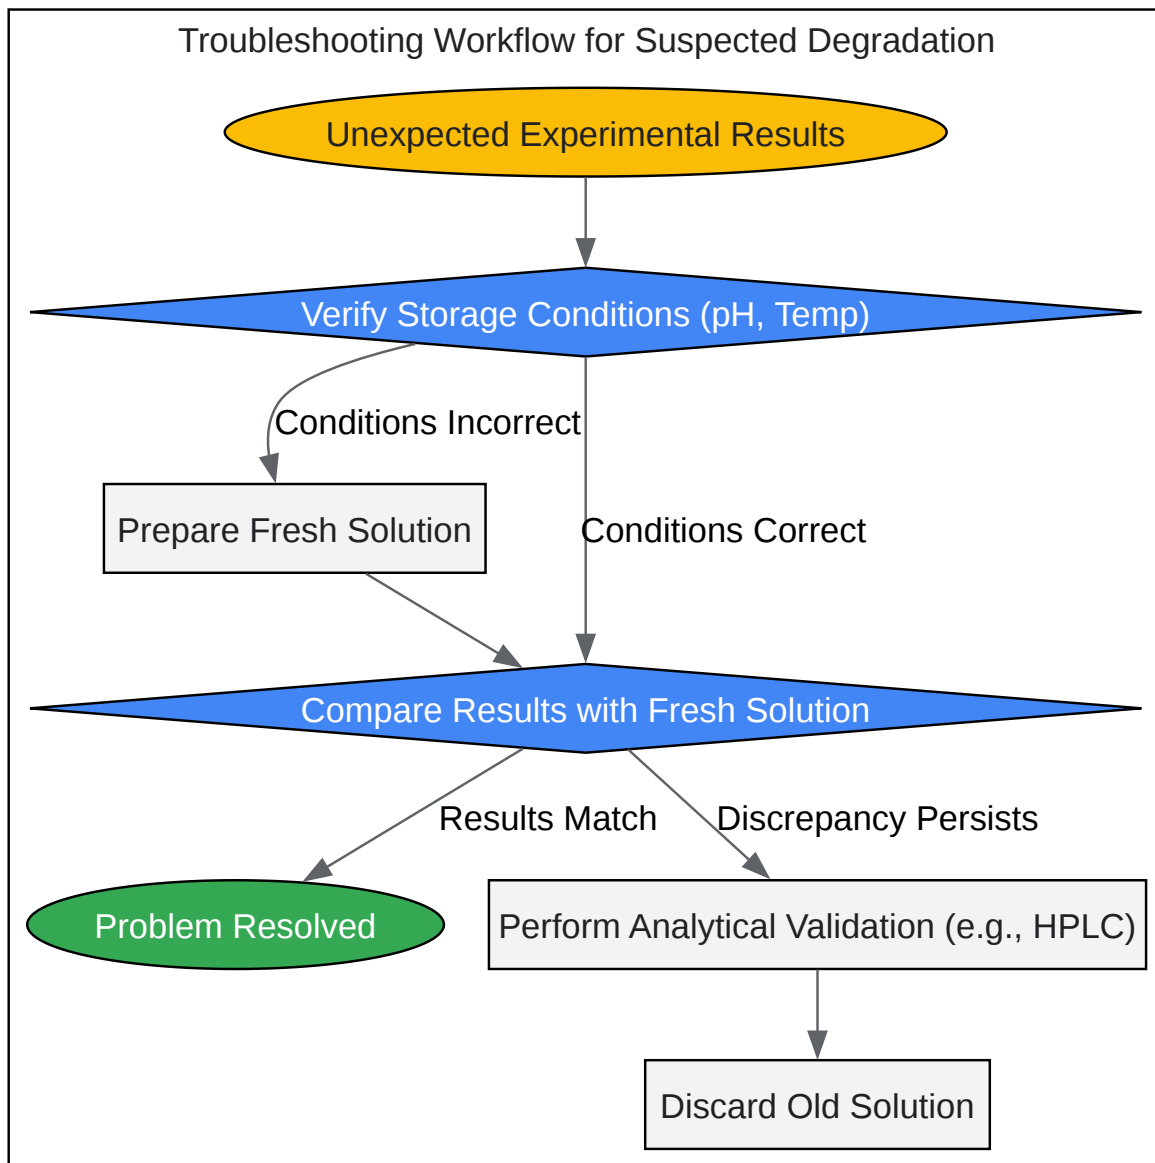 Troubleshooting Workflow for Suspected Degradation
Unexpected Experimental Results
Verify Storage Conditions (pH, Temp)
Conditions Incorrect
Prepare Fresh Solution
Conditions Correct
Compare Results with Fresh Solution
Results Match
Discrepancy Persists
Problem Resolved
Perform Analytical Validation (e.g., HPLC)
Discard Old Solution